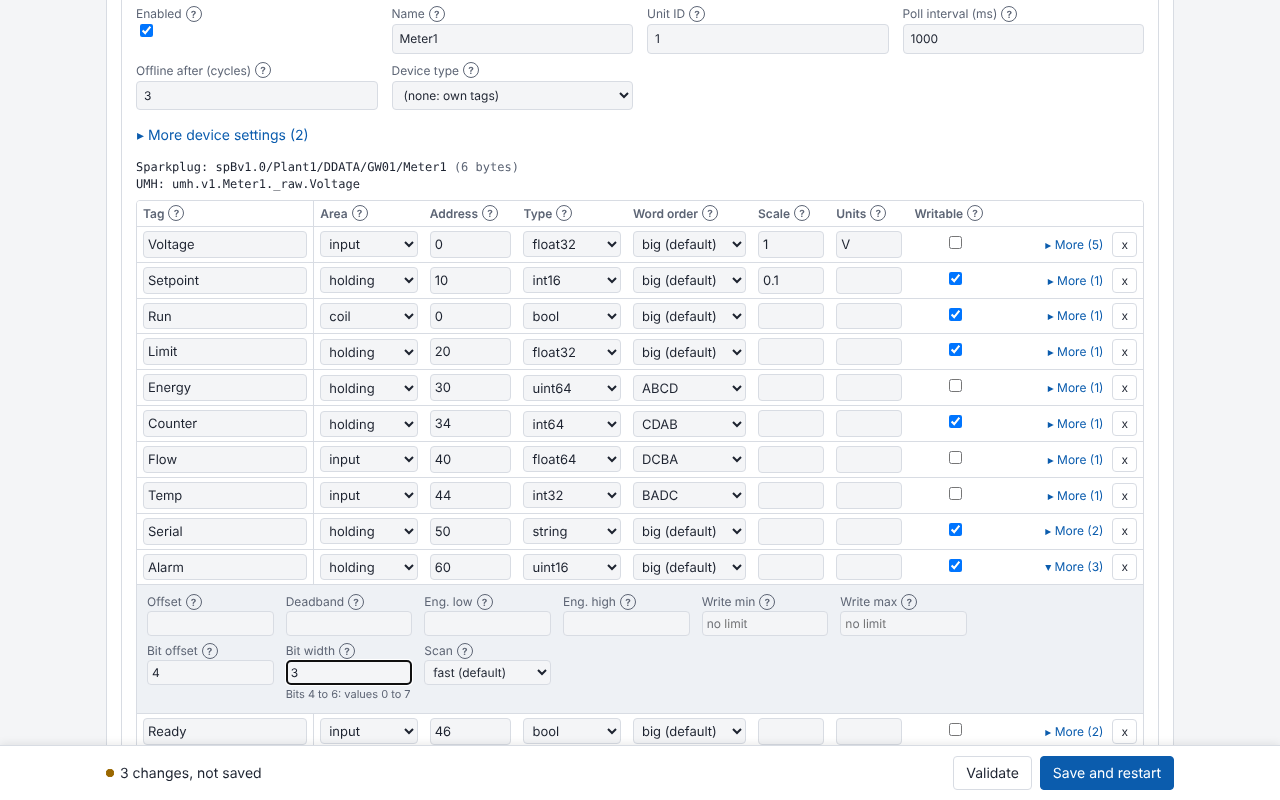 Enabled ? Name ? Unit ID ? Poll interval (ms) ?
Meter1 1 1000
Offline after (cycles) ? Device type ?
3 (none: own tags)
▸ More device settings (2)
Sparkplug: spBv1.0/Plant1/DDATA/GW01/Meter1 (6 bytes)
UMH: umh.v1.Meter1._raw.Voltage
Tag ? Area ? Address ? Type ? Word order ? Scale ? Units ? Writable ?
Voltage input 0 float32 big (default) 1 V ▸ More (5) x
Setpoint holding 10 int16 big (default) 0.1 ▸ More (1) x
Run coil 0 bool big (default) ▸ More (1) x
Limit holding 20 float32 big (default) ▸ More (1) x
Energy holding 30 uint64 ABCD ▸ More (1) x
Counter holding 34 int64 CDAB ▸ More (1) x
Flow input 40 float64 DCBA ▸ More (1) x
Temp input 44 int32 BADC ▸ More (1) x
Serial holding 50 string big (default) ▸ More (2) x
Alarm holding 60 uint16 big (default) ▾ More (3) x
Offset ? Deadband ? Eng. low ? Eng. high ? Write min ? Write max ?
no limit no limit
Bit offset ? Bit width ? Scan ?
4 3 fast (default)
Bits 4 to 6: values 0 to 7
Ready input 46 bool big (default) ▸ More (2) x
3 changes, not saved Validate Save and restart